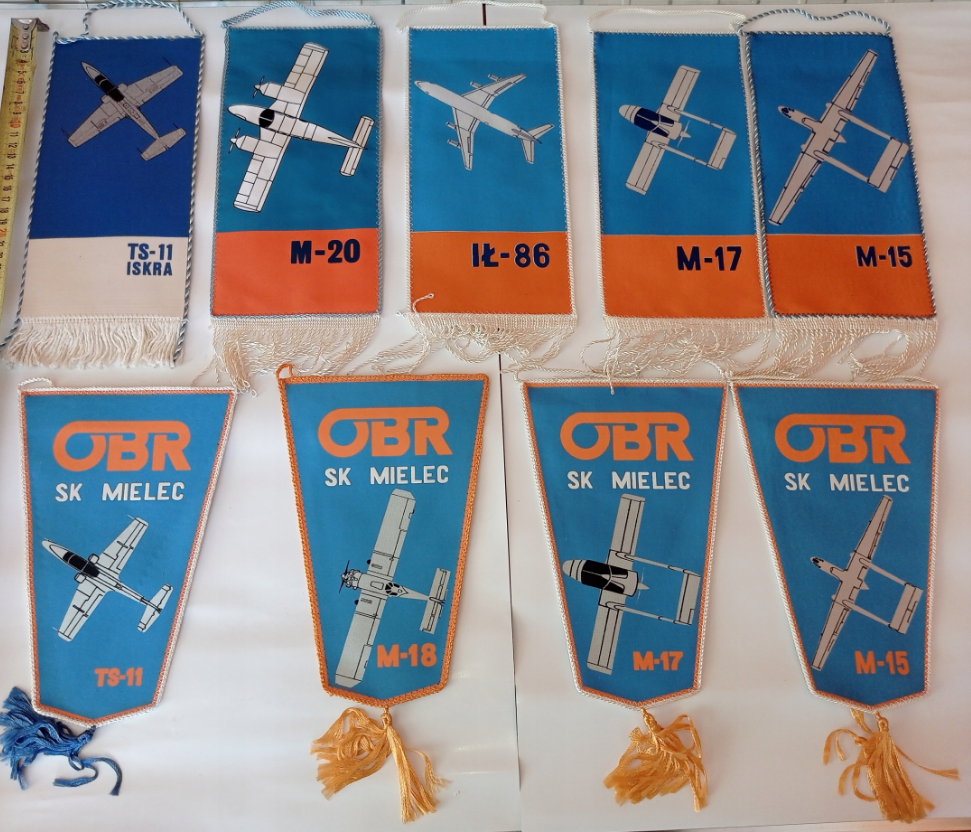 TS-11
ISKRA
M-20
IŁ-86
M-17
M-15
OBR
SK MIELEC
TS-11
OBR
SK MIELEC
M-18
OBR
SK MIELEC
M-17
OBR
SK MIELEC
M-15